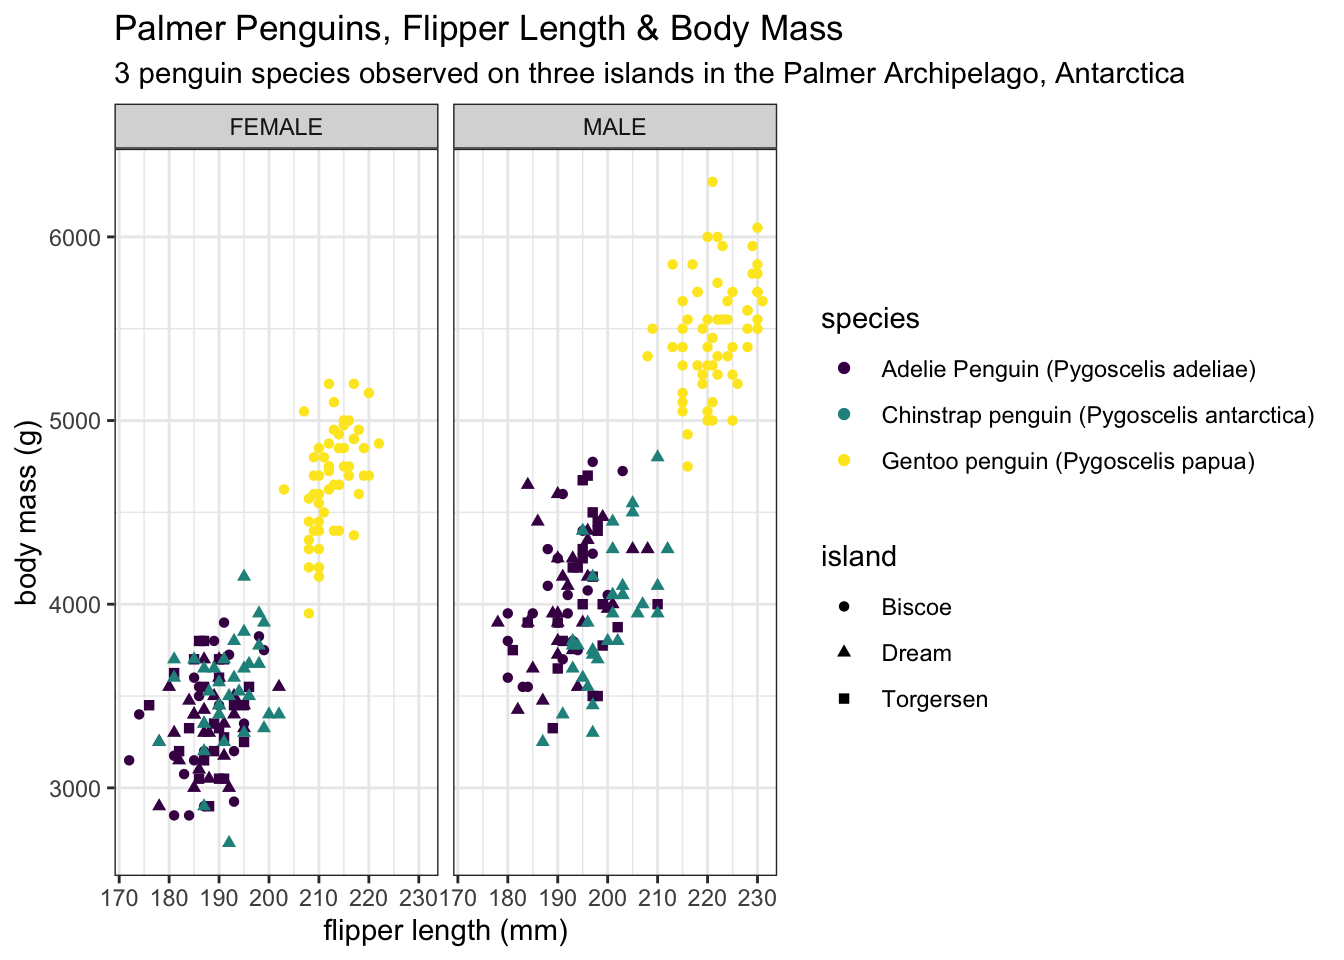 Palmer Penguins, Flipper Length & Body Mass
3 penguin species observed on three islands in the Palmer Archipelago, Antarctica
FEMALE
MALE
body mass (g)
6000
5000
4000
3000
170 180 190 200 210 220 230
170 180 190 200 210 220 230
flipper length (mm)
species
Adelie Penguin (Pygoscelis adeliae)
Chinstrap penguin (Pygoscelis antarctica)
Gentoo penguin (Pygoscelis papua)
island
Biscoe
Dream
Torgersen